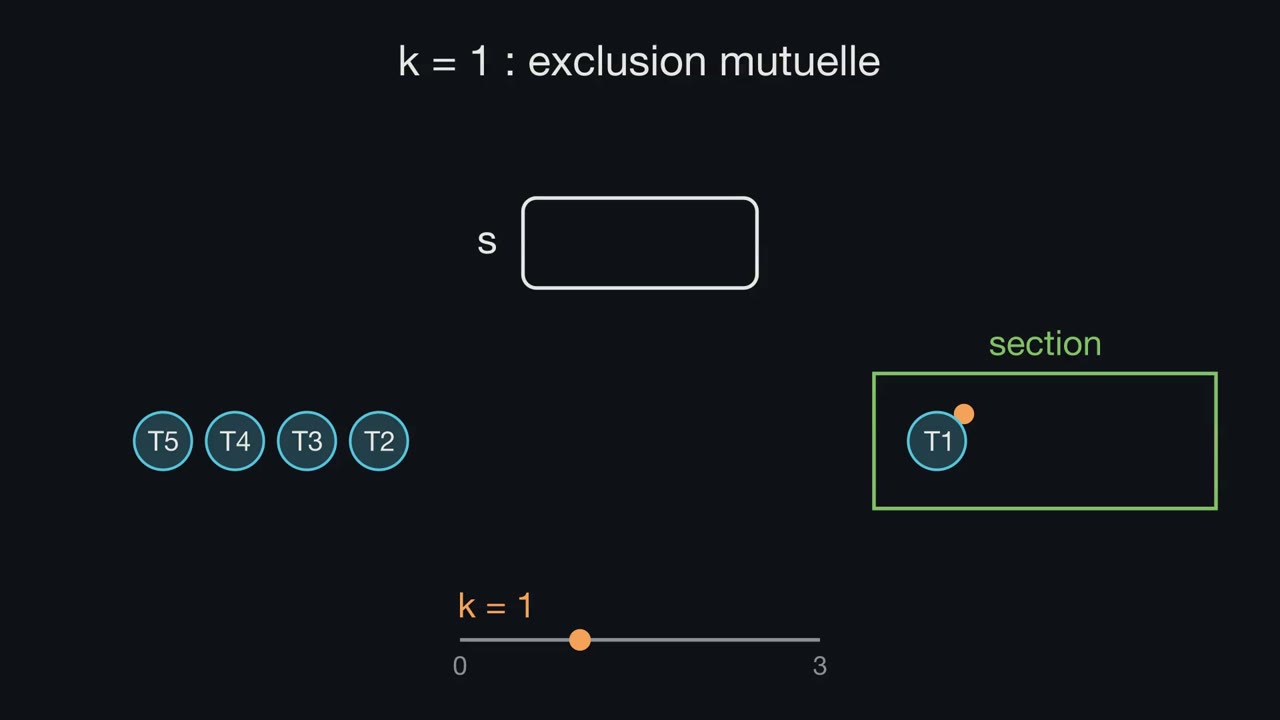 k = 1 : exclusion mutuelle
s
section
T5 T4 T3 T2 T1
k = 1
0 3